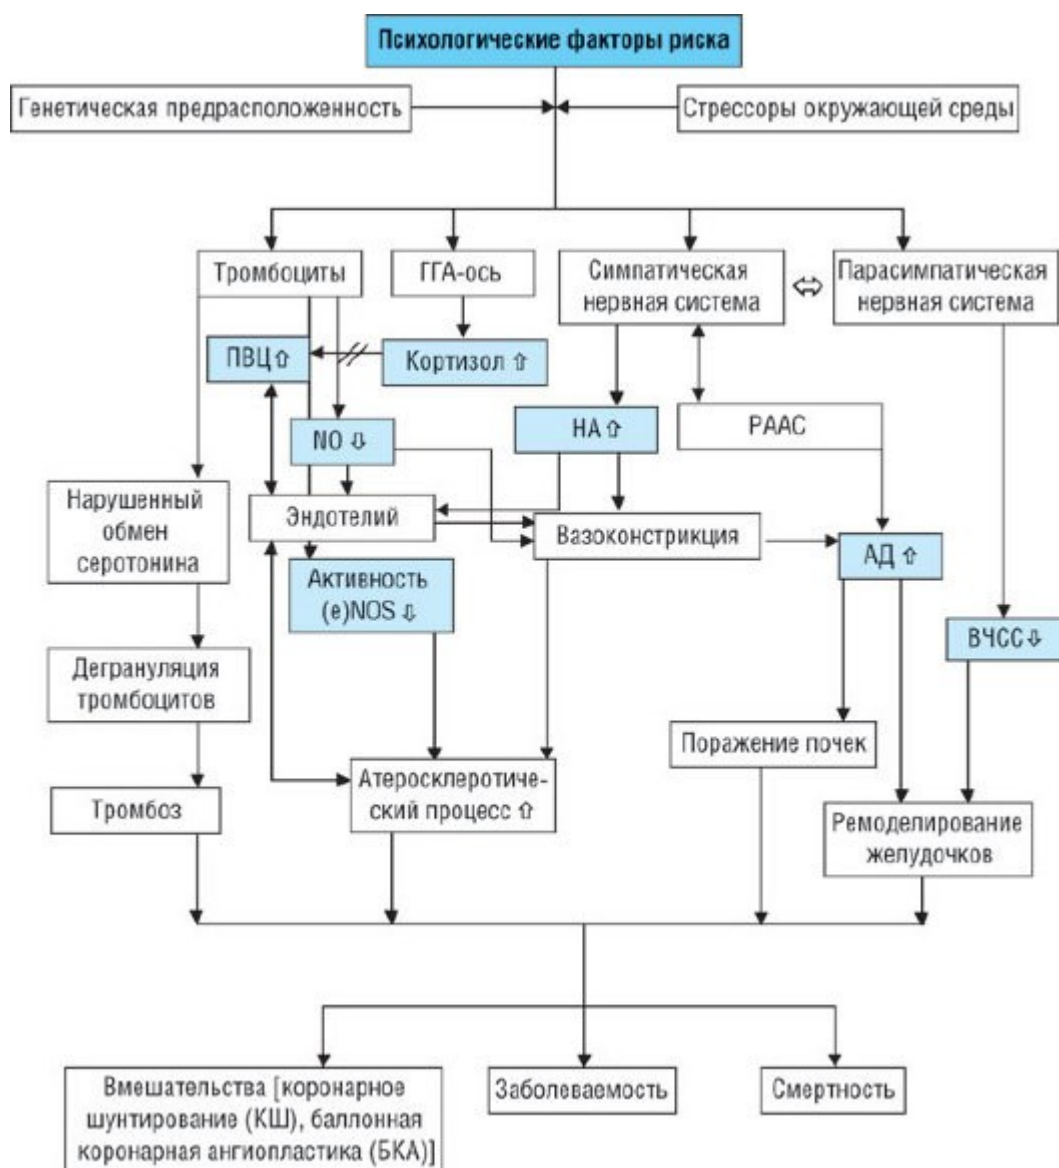 Психологические факторы риска
Генетическая предрасположенность
Стрессоры окружающей среды
Тромбоциты
ГГА-ось
Симпатическая
нервная система
⇔
Парасимпатическая
нервная система
ПВЦ⇧
Кортизол ⇧
NO ⇩
НА ⇧
РААС
Нарушенный
обмен
серотонина
Эндотелий
Вазоконстрикция
АД ⇧
Активность
(e)NOS ⇩
ВЧСС⇩
Дегрануляция
тромбоцитов
Поражение почек
Атеросклеротиче-
ский процесс ⇧
Тромбоз
Ремоделирование
желудочков
Вмешательства [коронарное
шунтирование (КШ), баллонная
коронарная ангиопластика (БКА)]
Заболеваемость
Смертность